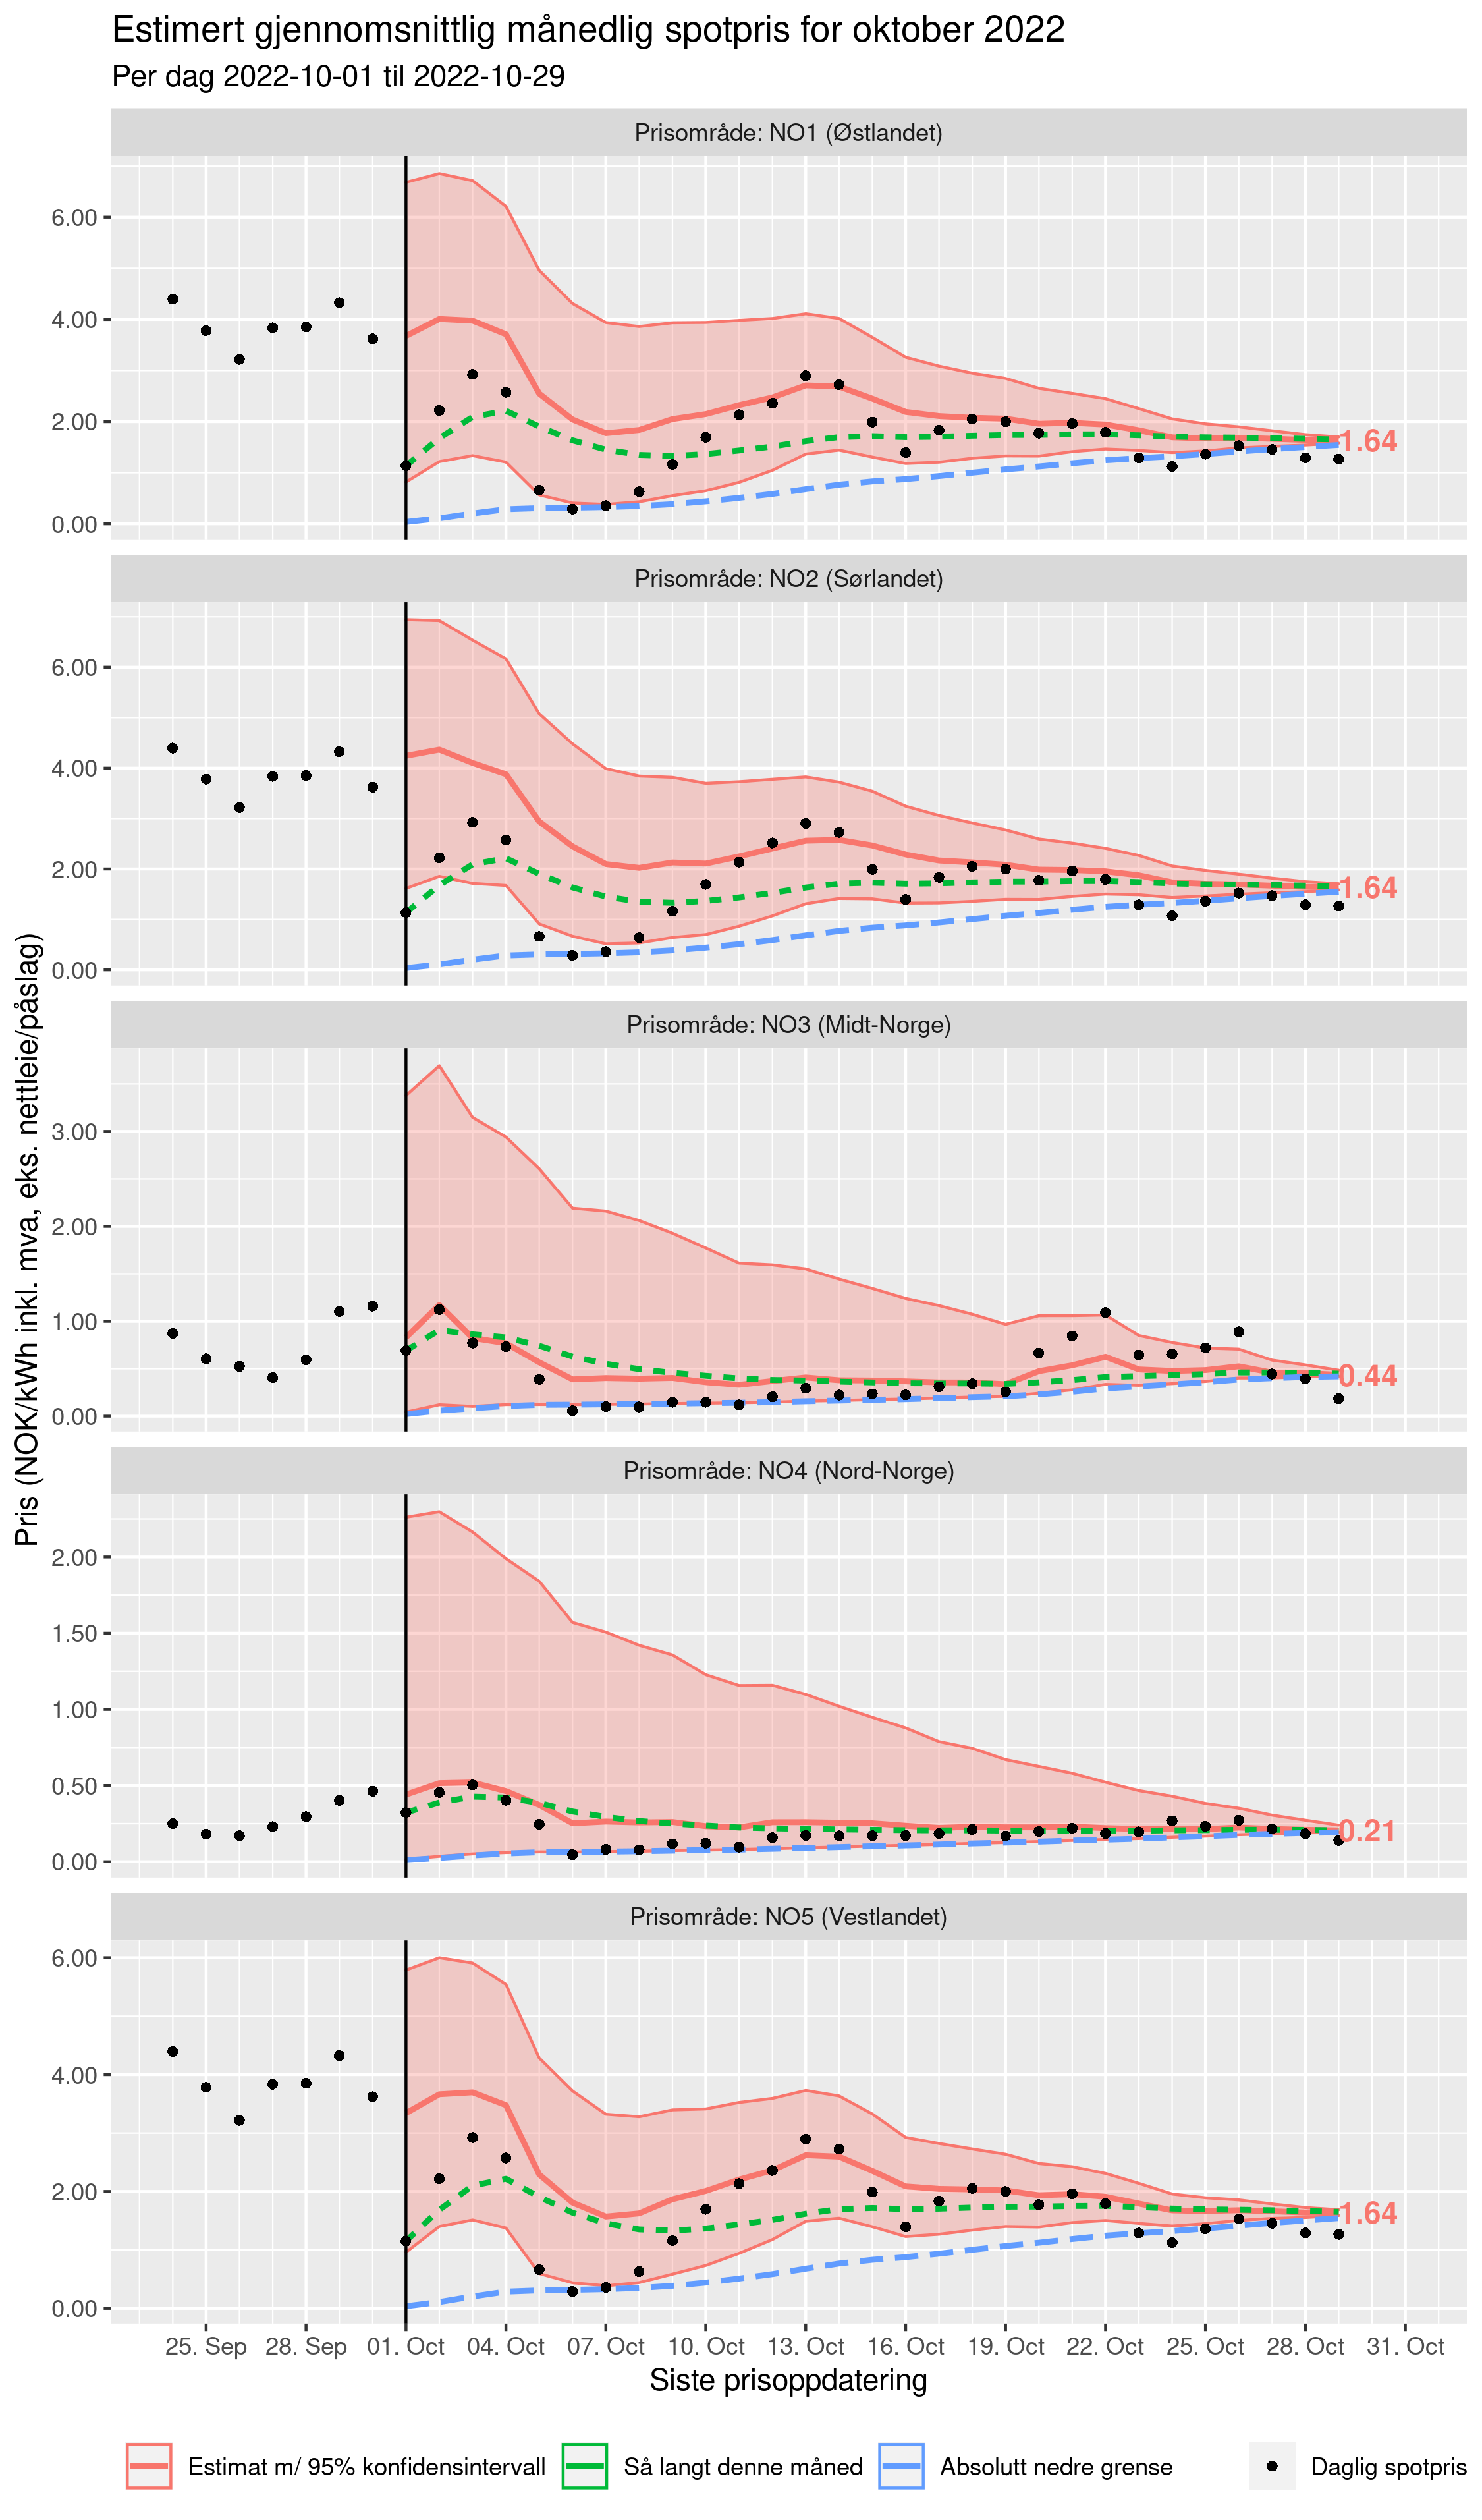 Estimert gjennomsnittlig månedlig spotpris for oktober 2022
Per dag 2022-10-01 til 2022-10-29
Pris (NOK/kWh inkl. mva, eks. nettleie/påslag)
Prisområde: NO1 (Østlandet)
6.00
4.00
2.00
0.00
1.64
Prisområde: NO2 (Sørlandet)
6.00
4.00
2.00
0.00
1.64
Prisområde: NO3 (Midt-Norge)
3.00
2.00
1.00
0.00
0.44
Prisområde: NO4 (Nord-Norge)
2.00
1.50
1.00
0.50
0.00
0.21
Prisområde: NO5 (Vestlandet)
6.00
4.00
2.00
0.00
1.64
25. Sep 28. Sep 01. Oct 04. Oct 07. Oct 10. Oct 13. Oct 16. Oct 19. Oct 22. Oct 25. Oct 28. Oct 31. Oct
Siste prisoppdatering
Estimat m/ 95% konfidensintervall Så langt denne måned Absolutt nedre grense Daglig spotpris